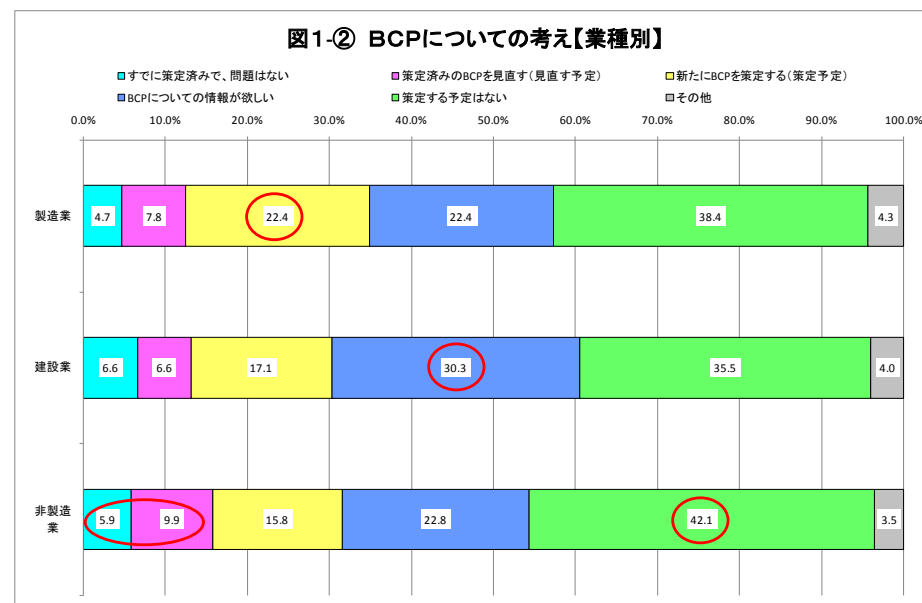 図1-② BCPについての考え【業種別】
すでに策定済みで、問題はない 策定済みのBCPを見直す(見直す予定) 新たにBCPを策定する(策定予定)
BCPについての情報が欲しい 策定する予定はない その他
0.0% 10.0% 20.0% 30.0% 40.0% 50.0% 60.0% 70.0% 80.0% 90.0% 100.0%
製造業 4.7 7.8 22.4 22.4 38.4 4.3
建設業 6.6 6.6 17.1 30.3 35.5 4.0
非製造
業
5.9 9.9 15.8 22.8 42.1 3.5